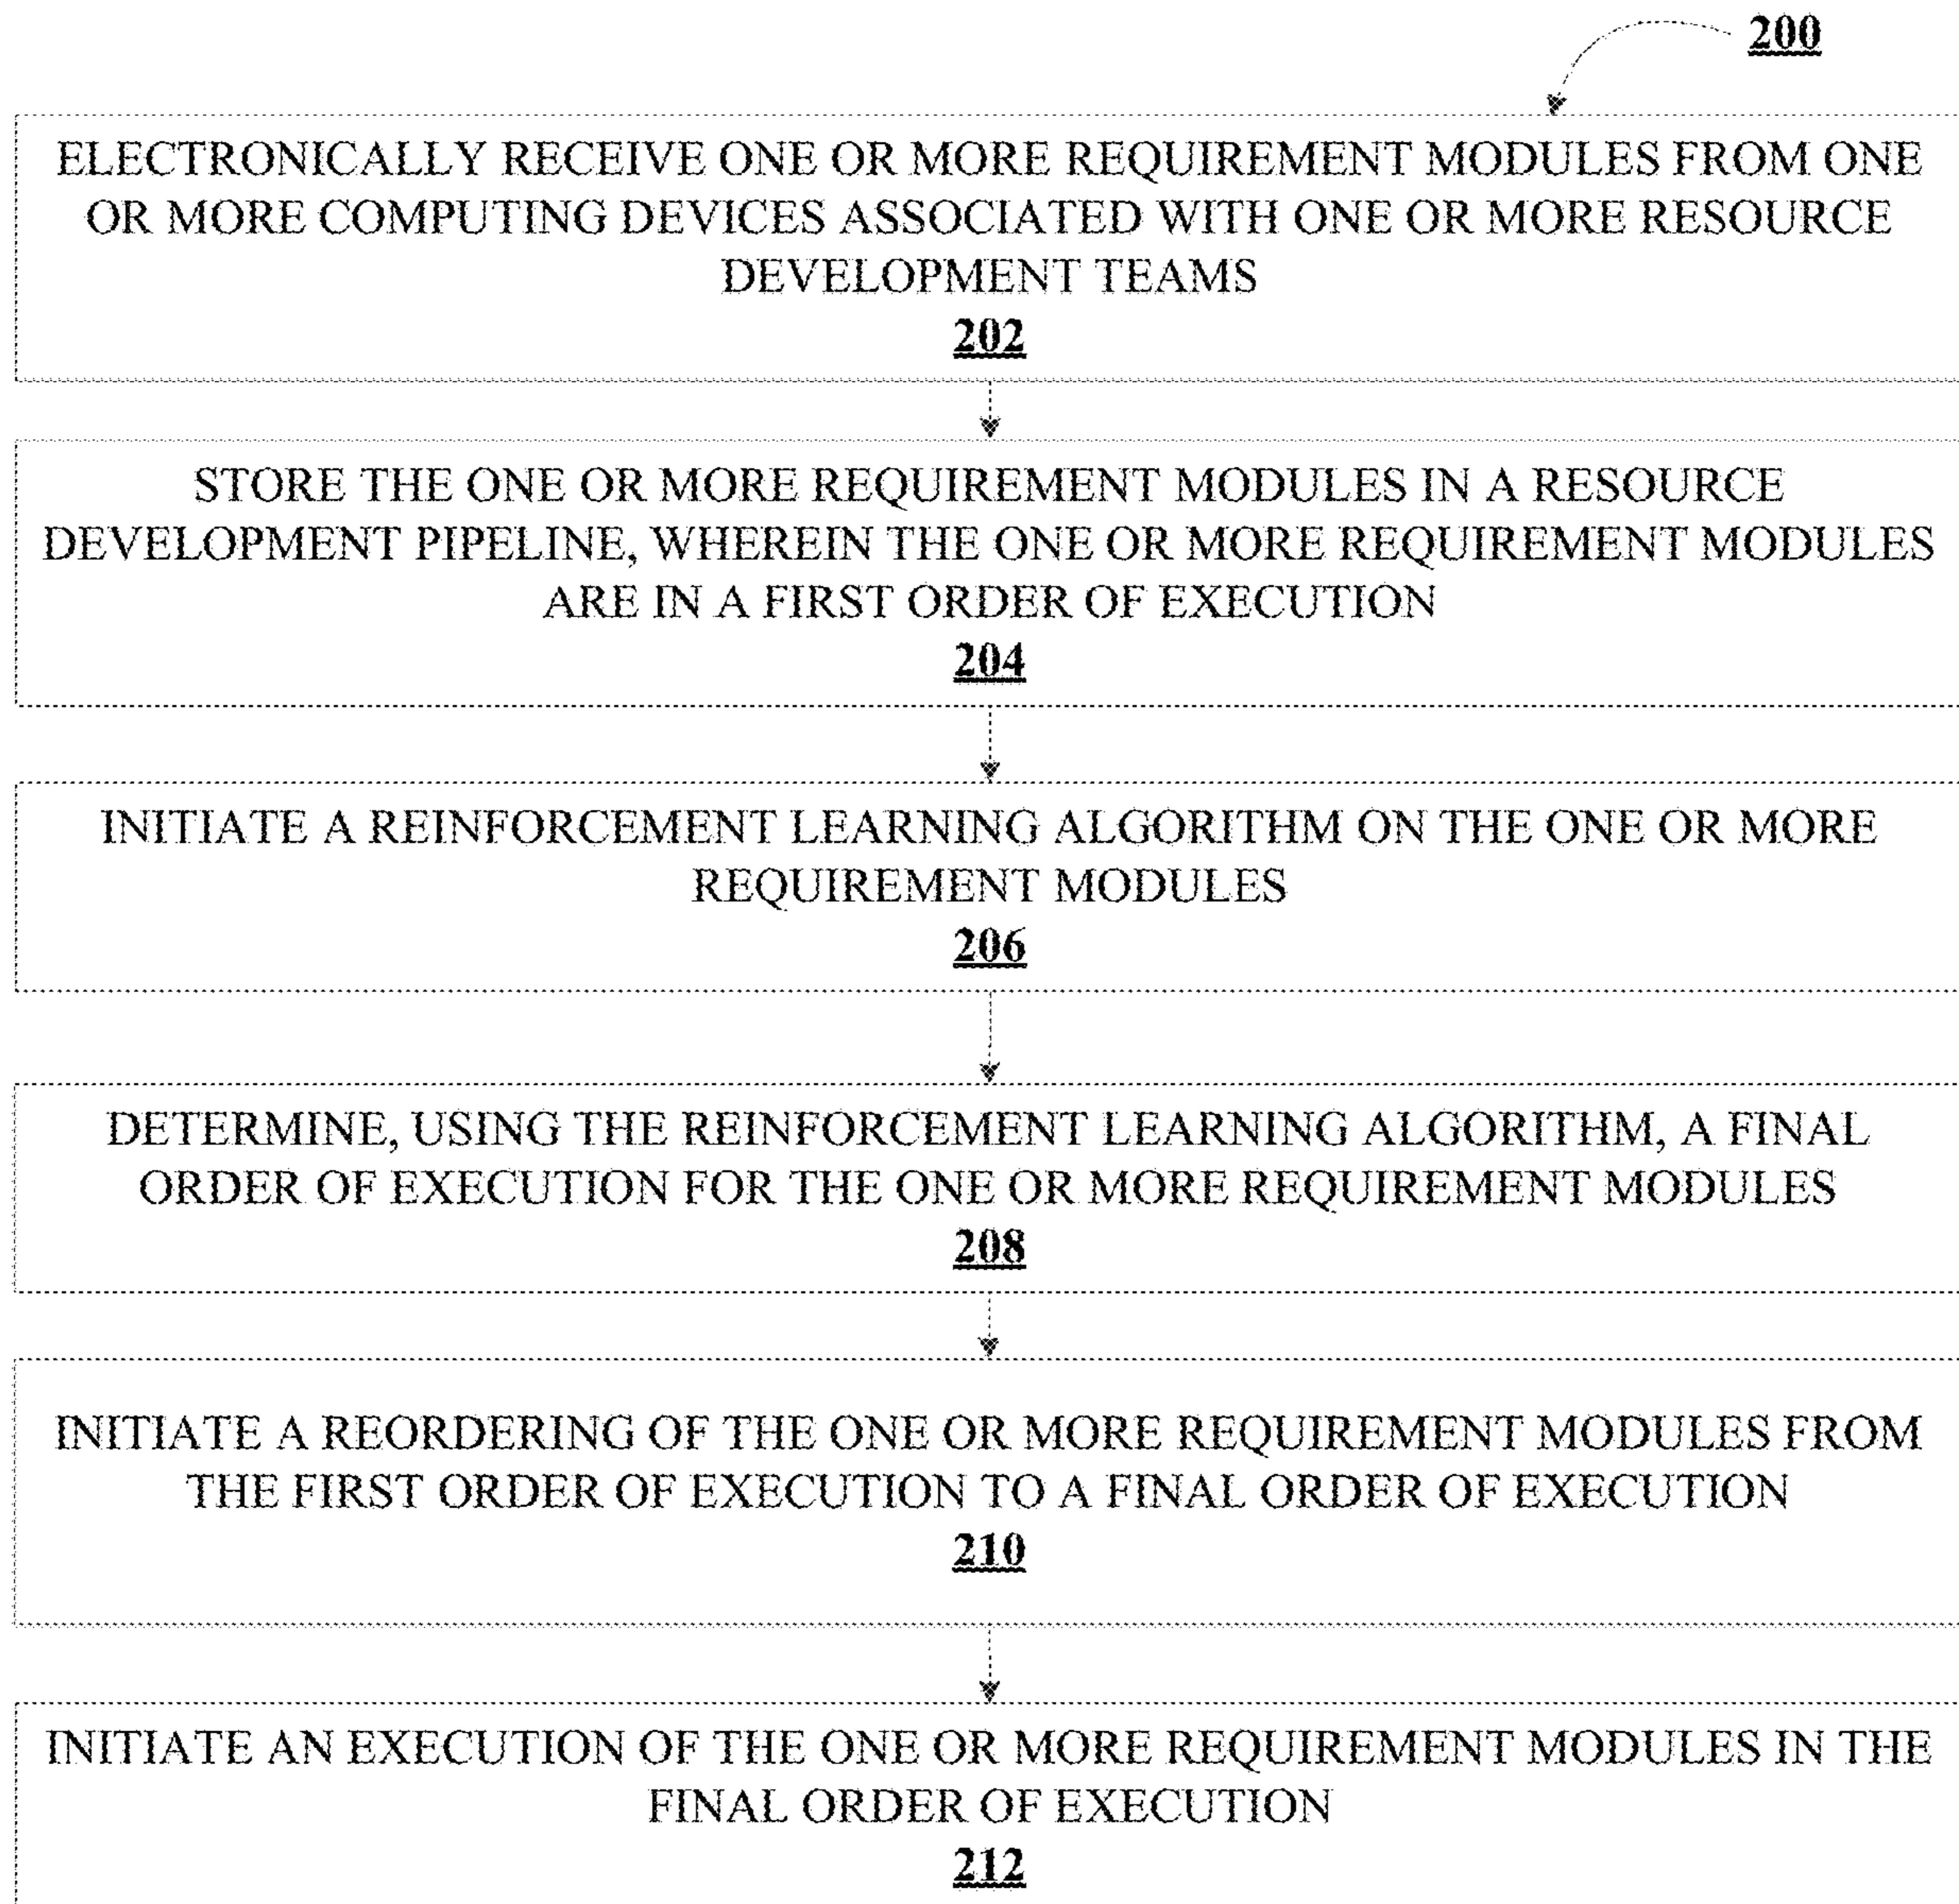 200
ELECTRONICALLY RECEIVE ONE OR MORE REQUIREMENT MODULES FROM ONE
OR MORE COMPUTING DEVICES ASSOCIATED WITH ONE OR MORE RESOURCE
DEVELOPMENT TEAMS
202
STORE THE ONE OR MORE REQUIREMENT MODULES IN A RESOURCE
DEVELOPMENT PIPELINE, WHEREIN THE ONE OR MORE REQUIREMENT MODULES
ARE IN A FIRST ORDER OF EXECUTION
204
INITIATE A REINFORCEMENT LEARNING ALGORITHM ON THE ONE OR MORE
REQUIREMENT MODULES
206
DETERMINE, USING THE REINFORCEMENT LEARNING ALGORITHM, A FINAL
ORDER OF EXECUTION FOR THE ONE OR MORE REQUIREMENT MODULES
208
INITIATE A REORDERING OF THE ONE OR MORE REQUIREMENT MODULES FROM
THE FIRST ORDER OF EXECUTION TO A FINAL ORDER OF EXECUTION
210
INITIATE AN EXECUTION OF THE ONE OR MORE REQUIREMENT MODULES IN THE
FINAL ORDER OF EXECUTION
212